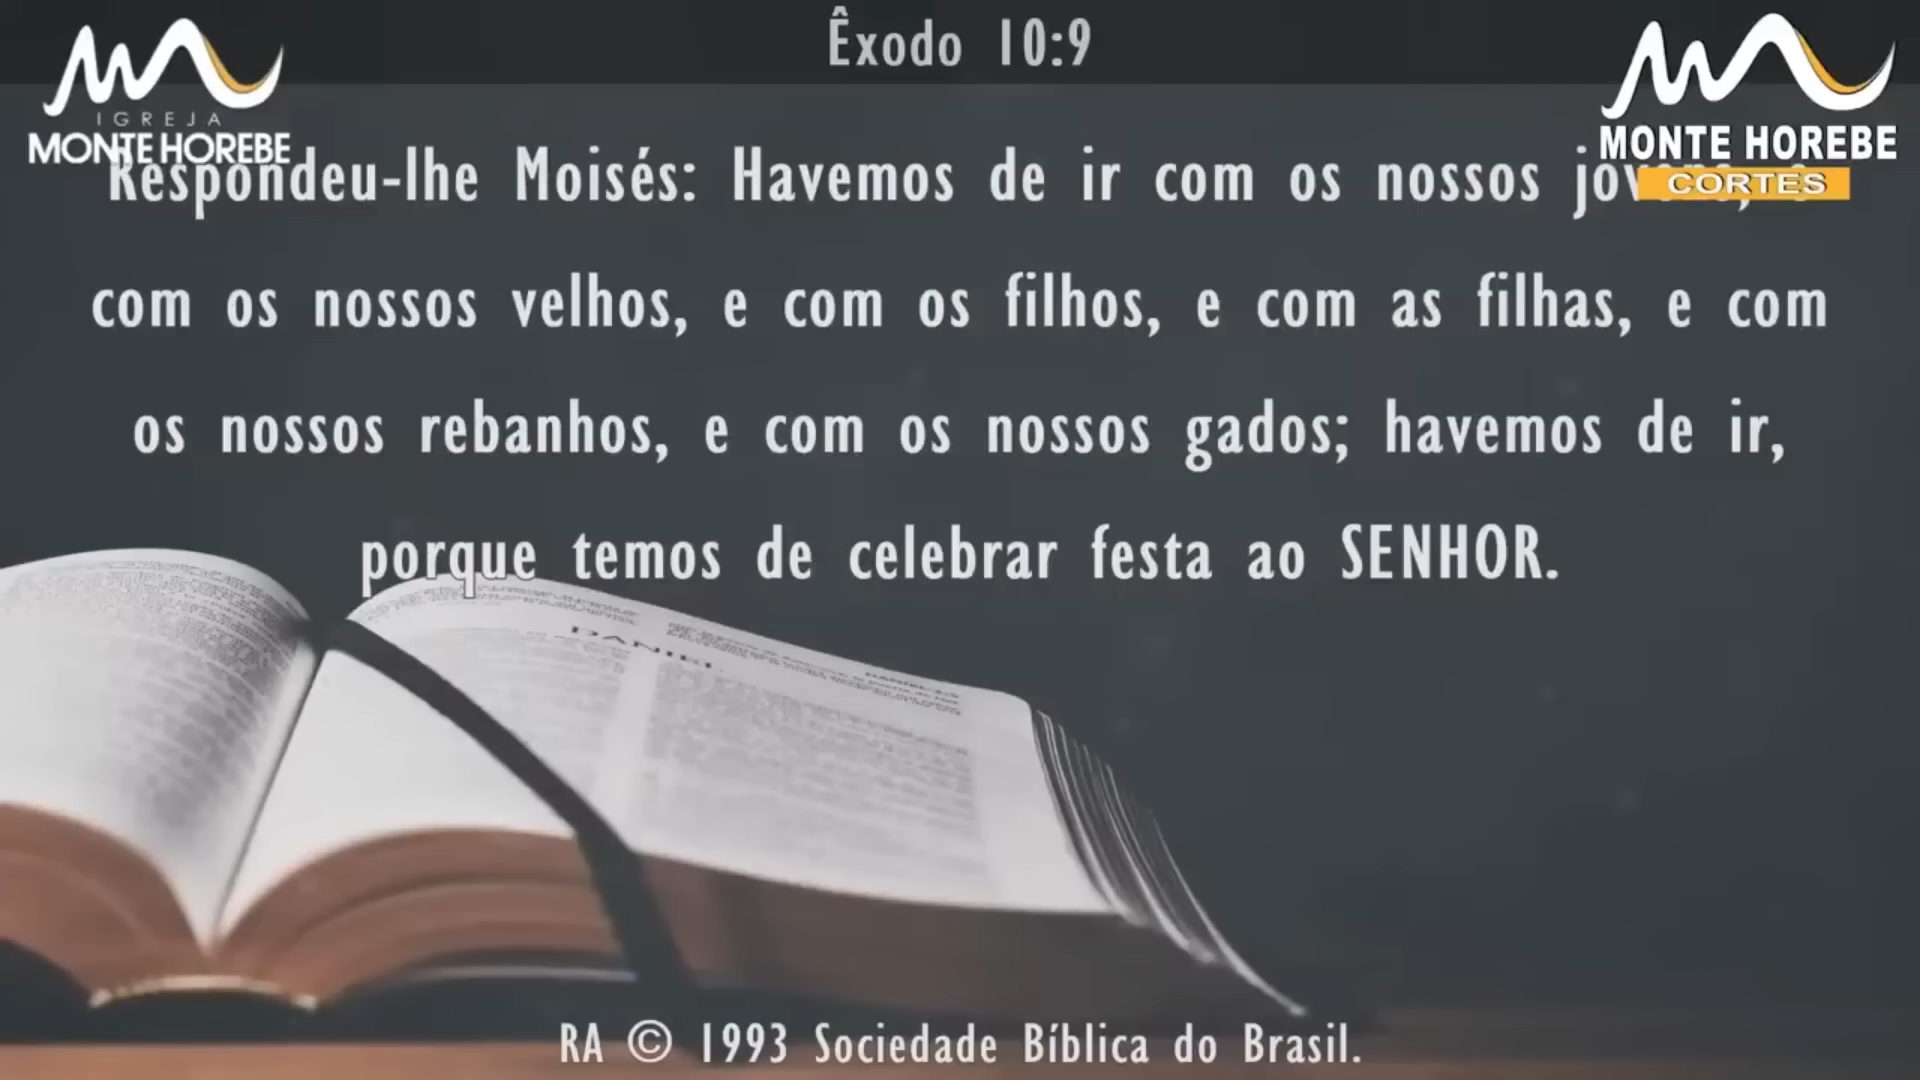 Êxodo 10:9
IGREJA
MONTE HOREBE
MONTE HOREBE
CORTES
Respondeu-lhe Moisés: Havemos de ir com os nossos
com os nossos velhos, e com os filhos, e com as filhas, e com
os nossos rebanhos, e com os nossos gados; havemos de ir,
porque temos de celebrar festa ao SENHOR.
DANIEL
RA © 1993 Sociedade Bíblica do Brasil.